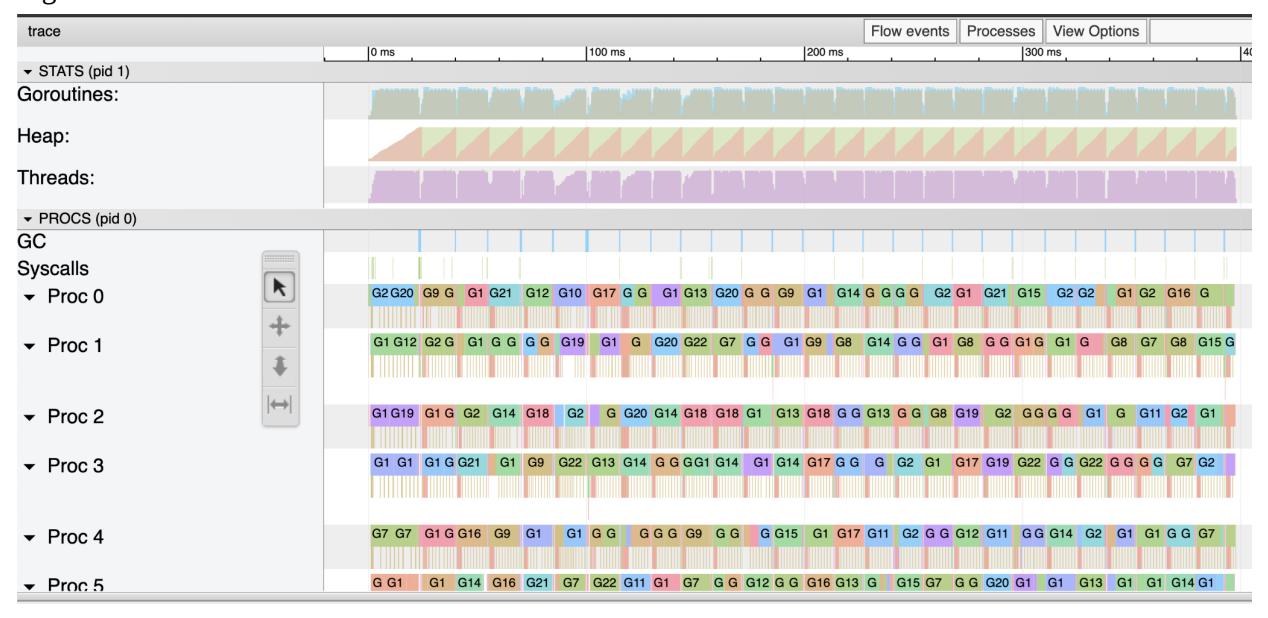 trace
Flow events Processes View Options
0 ms 100 ms 200 ms 300 ms
STATS (pid 1)
Goroutines:
Heap:
Threads:
PROCS (pid 0)
GC
Syscalls
Proc 0 G2 G20 G9 G G1 G21 G12 G10 G17 G G G1 G13 G20 G G G9 G1 G14 G G G G G2 G1 G21 G15 G2 G2 G1 G2 G16 G
Proc 1 G1 G12 G2 G G1 G G G G G19 G1 G G20 G22 G7 G G G1 G9 G8 G14 G G G1 G8 G G G1 G G1 G G8 G7 G8 G15 G
Proc 2 G1 G19 G1 G G2 G14 G18 G2 G G20 G14 G18 G18 G1 G13 G18 G G G13 G G G8 G19 G2 G G G G G1 G G11 G2 G1
Proc 3 G1 G1 G1 G G21 G1 G9 G22 G13 G14 G G G G1 G14 G1 G14 G17 G G G G2 G1 G17 G19 G22 G G G22 G G G G G7 G2
Proc 4 G7 G7 G1 G G16 G9 G1 G1 G G G G G G9 G G G G15 G1 G17 G11 G2 G G G12 G11 G G G14 G2 G1 G1 G G G7
Proc 5 G G1 G1 G14 G16 G21 G7 G22 G11 G1 G7 G G G12 G G G16 G13 G G15 G7 G G G20 G1 G1 G13 G1 G1 G14 G1